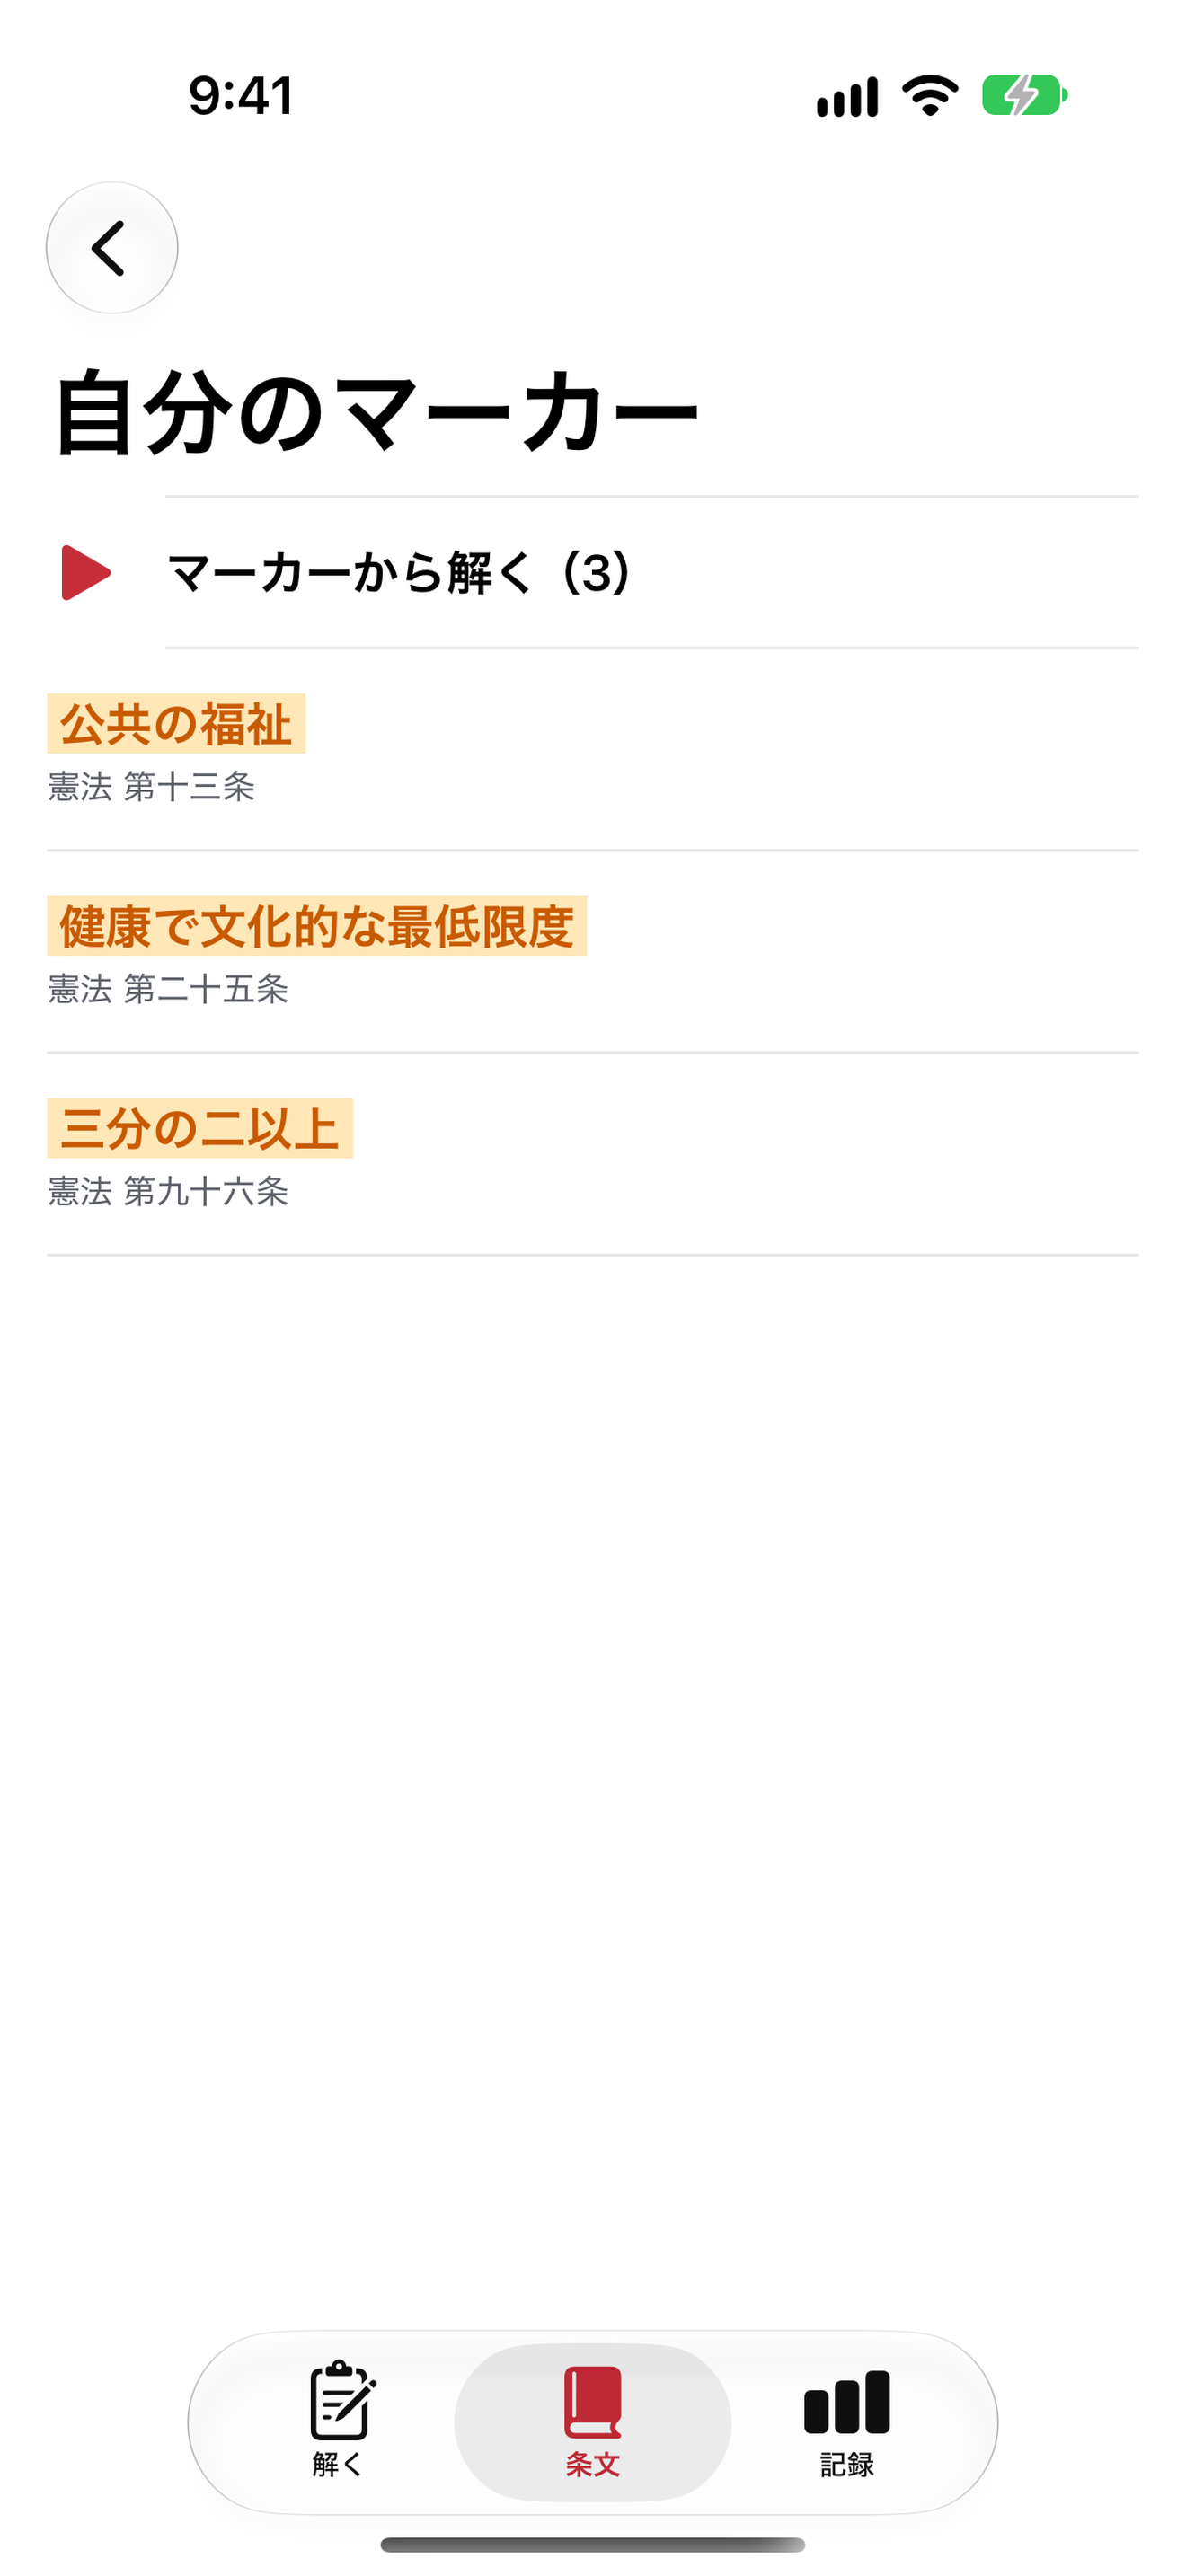 9:41
自分のマーカー
マーカーから解く（3）
公共の福祉
憲法 第十三条
健康で文化的な最低限度
憲法 第二十五条
三分の二以上
憲法 第九十六条
解く
条文
記録